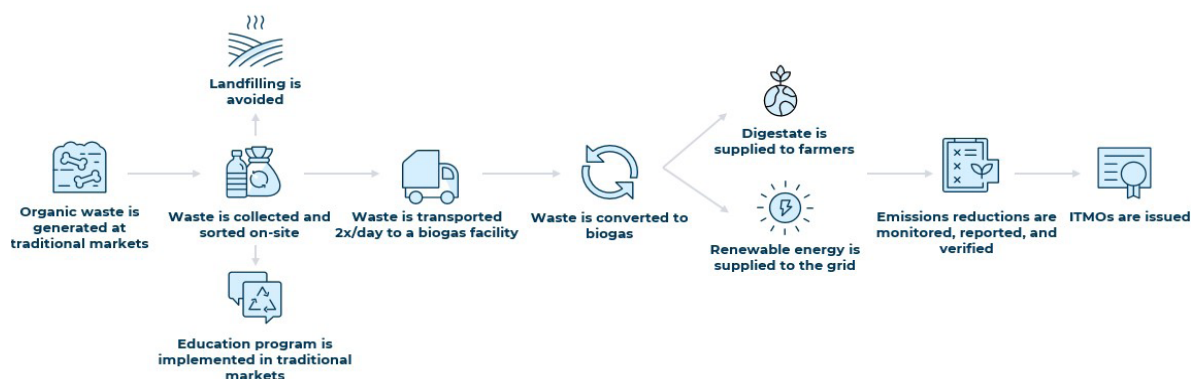 Landfilling is
avoided
Organic waste is
generated at
traditional markets
Waste is collected and
sorted on-site
Education program is
implemented in traditional
markets
Waste is transported
2x/day to a biogas facility
Waste is converted to
biogas
Digestate is
supplied to farmers
Renewable energy is
supplied to the grid
Emissions reductions are
monitored, reported, and
verified
ITMOs are issued